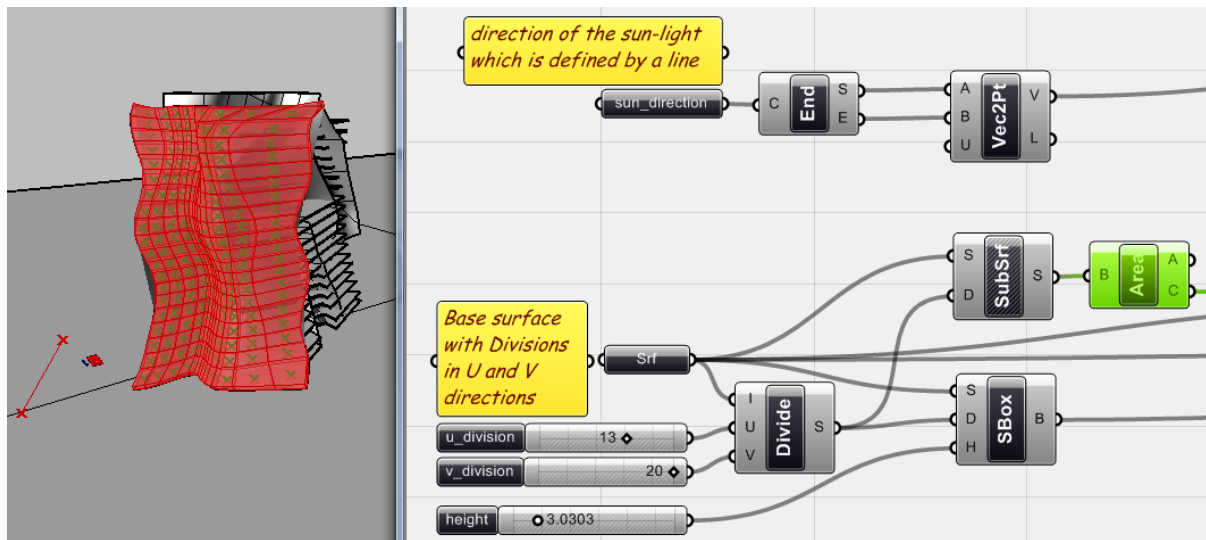 direction of the sun-light
which is defined by a line
sun_direction
C
End
S
E
A
B
U
Vec2Pt
V
L
S
D
SubSrf
S
B
Area
A
C
Base surface
with Divisions
in U and V
directions
Srf
I
U
V
Divide
S
S
D
H
SBox
B
u_division
13
v_division
20
height
3.0303